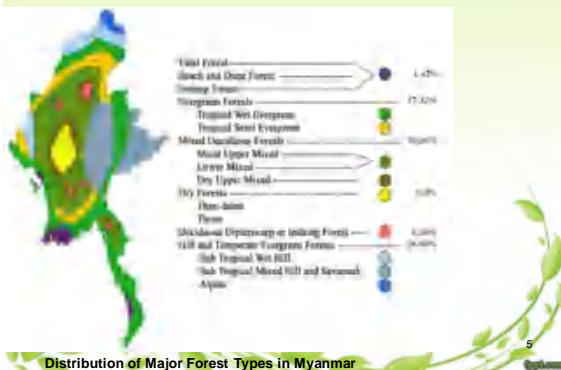 Tidal Forest
Beach and Dune Forest
Swamp Forest
Evergreen Forests
Tropical Wet Evergreen
Tropical Semi Evergreen
Mixed Deciduous Forests
Moist Upper Mixed
Lower Mixed
Dry Upper Mixed
Dry Forests
Than-dahat
Thorn
Deciduous Dipterocarp or Indaing Forest
Hill and Temperate Evergreen Forests
Sub Tropical Wet Hill
Sub Tropical Mixed Hill and Savannah
Alpine
5
Distribution of Major Forest Types in Myanmar